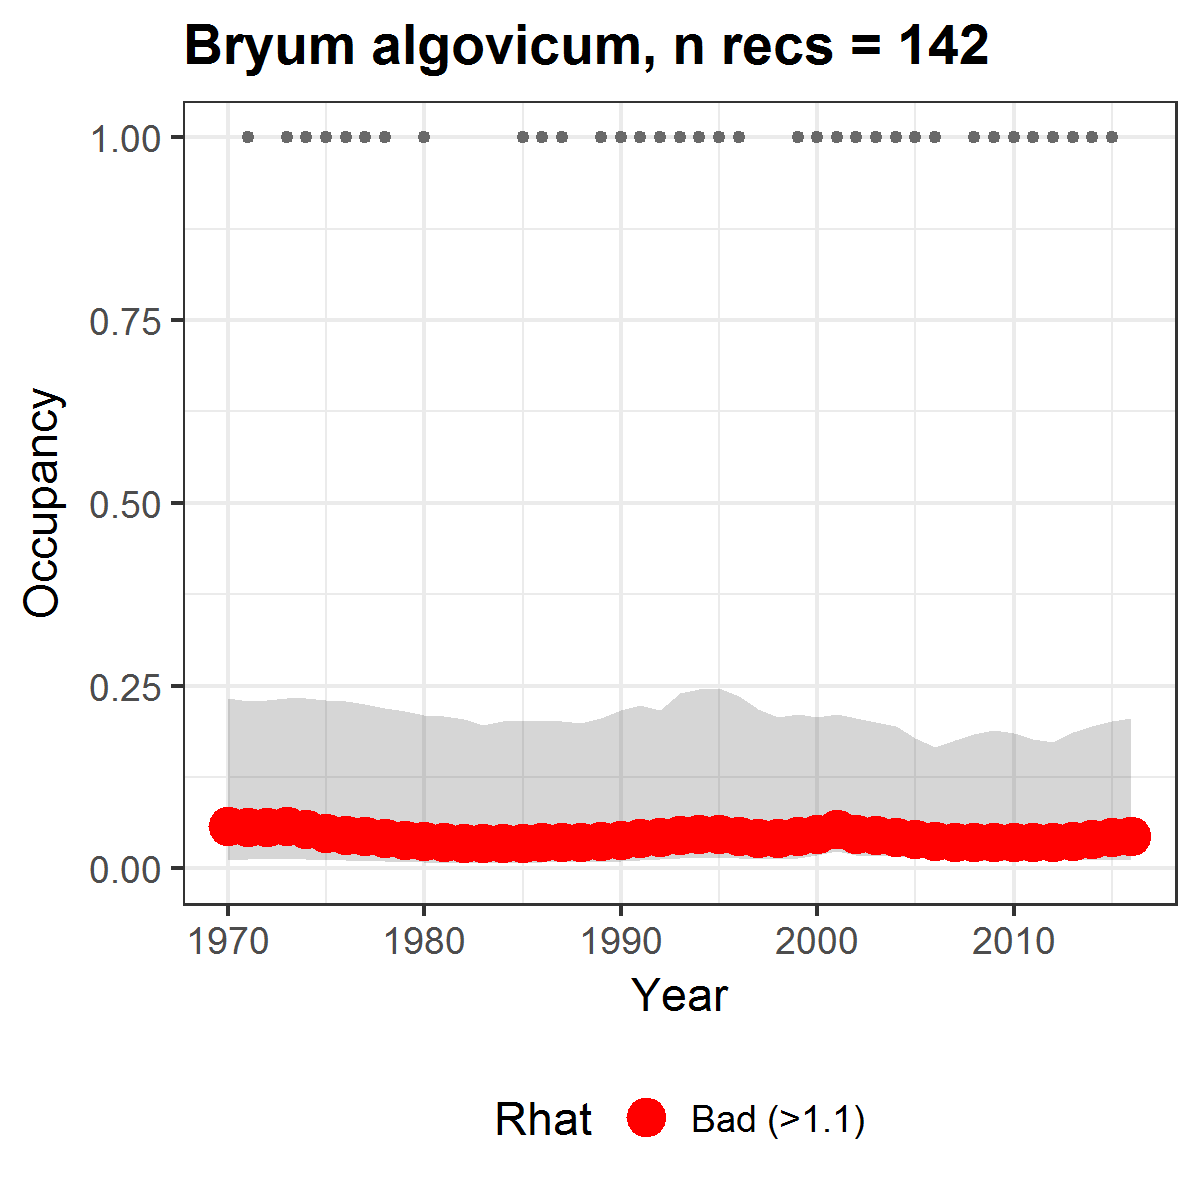 Bryum algovicum, n recs = 142
1.00
0.75
0.50
0.25
0.00
Occupancy
1970 1980 1990 2000 2010
Year
Rhat Bad (>1.1)